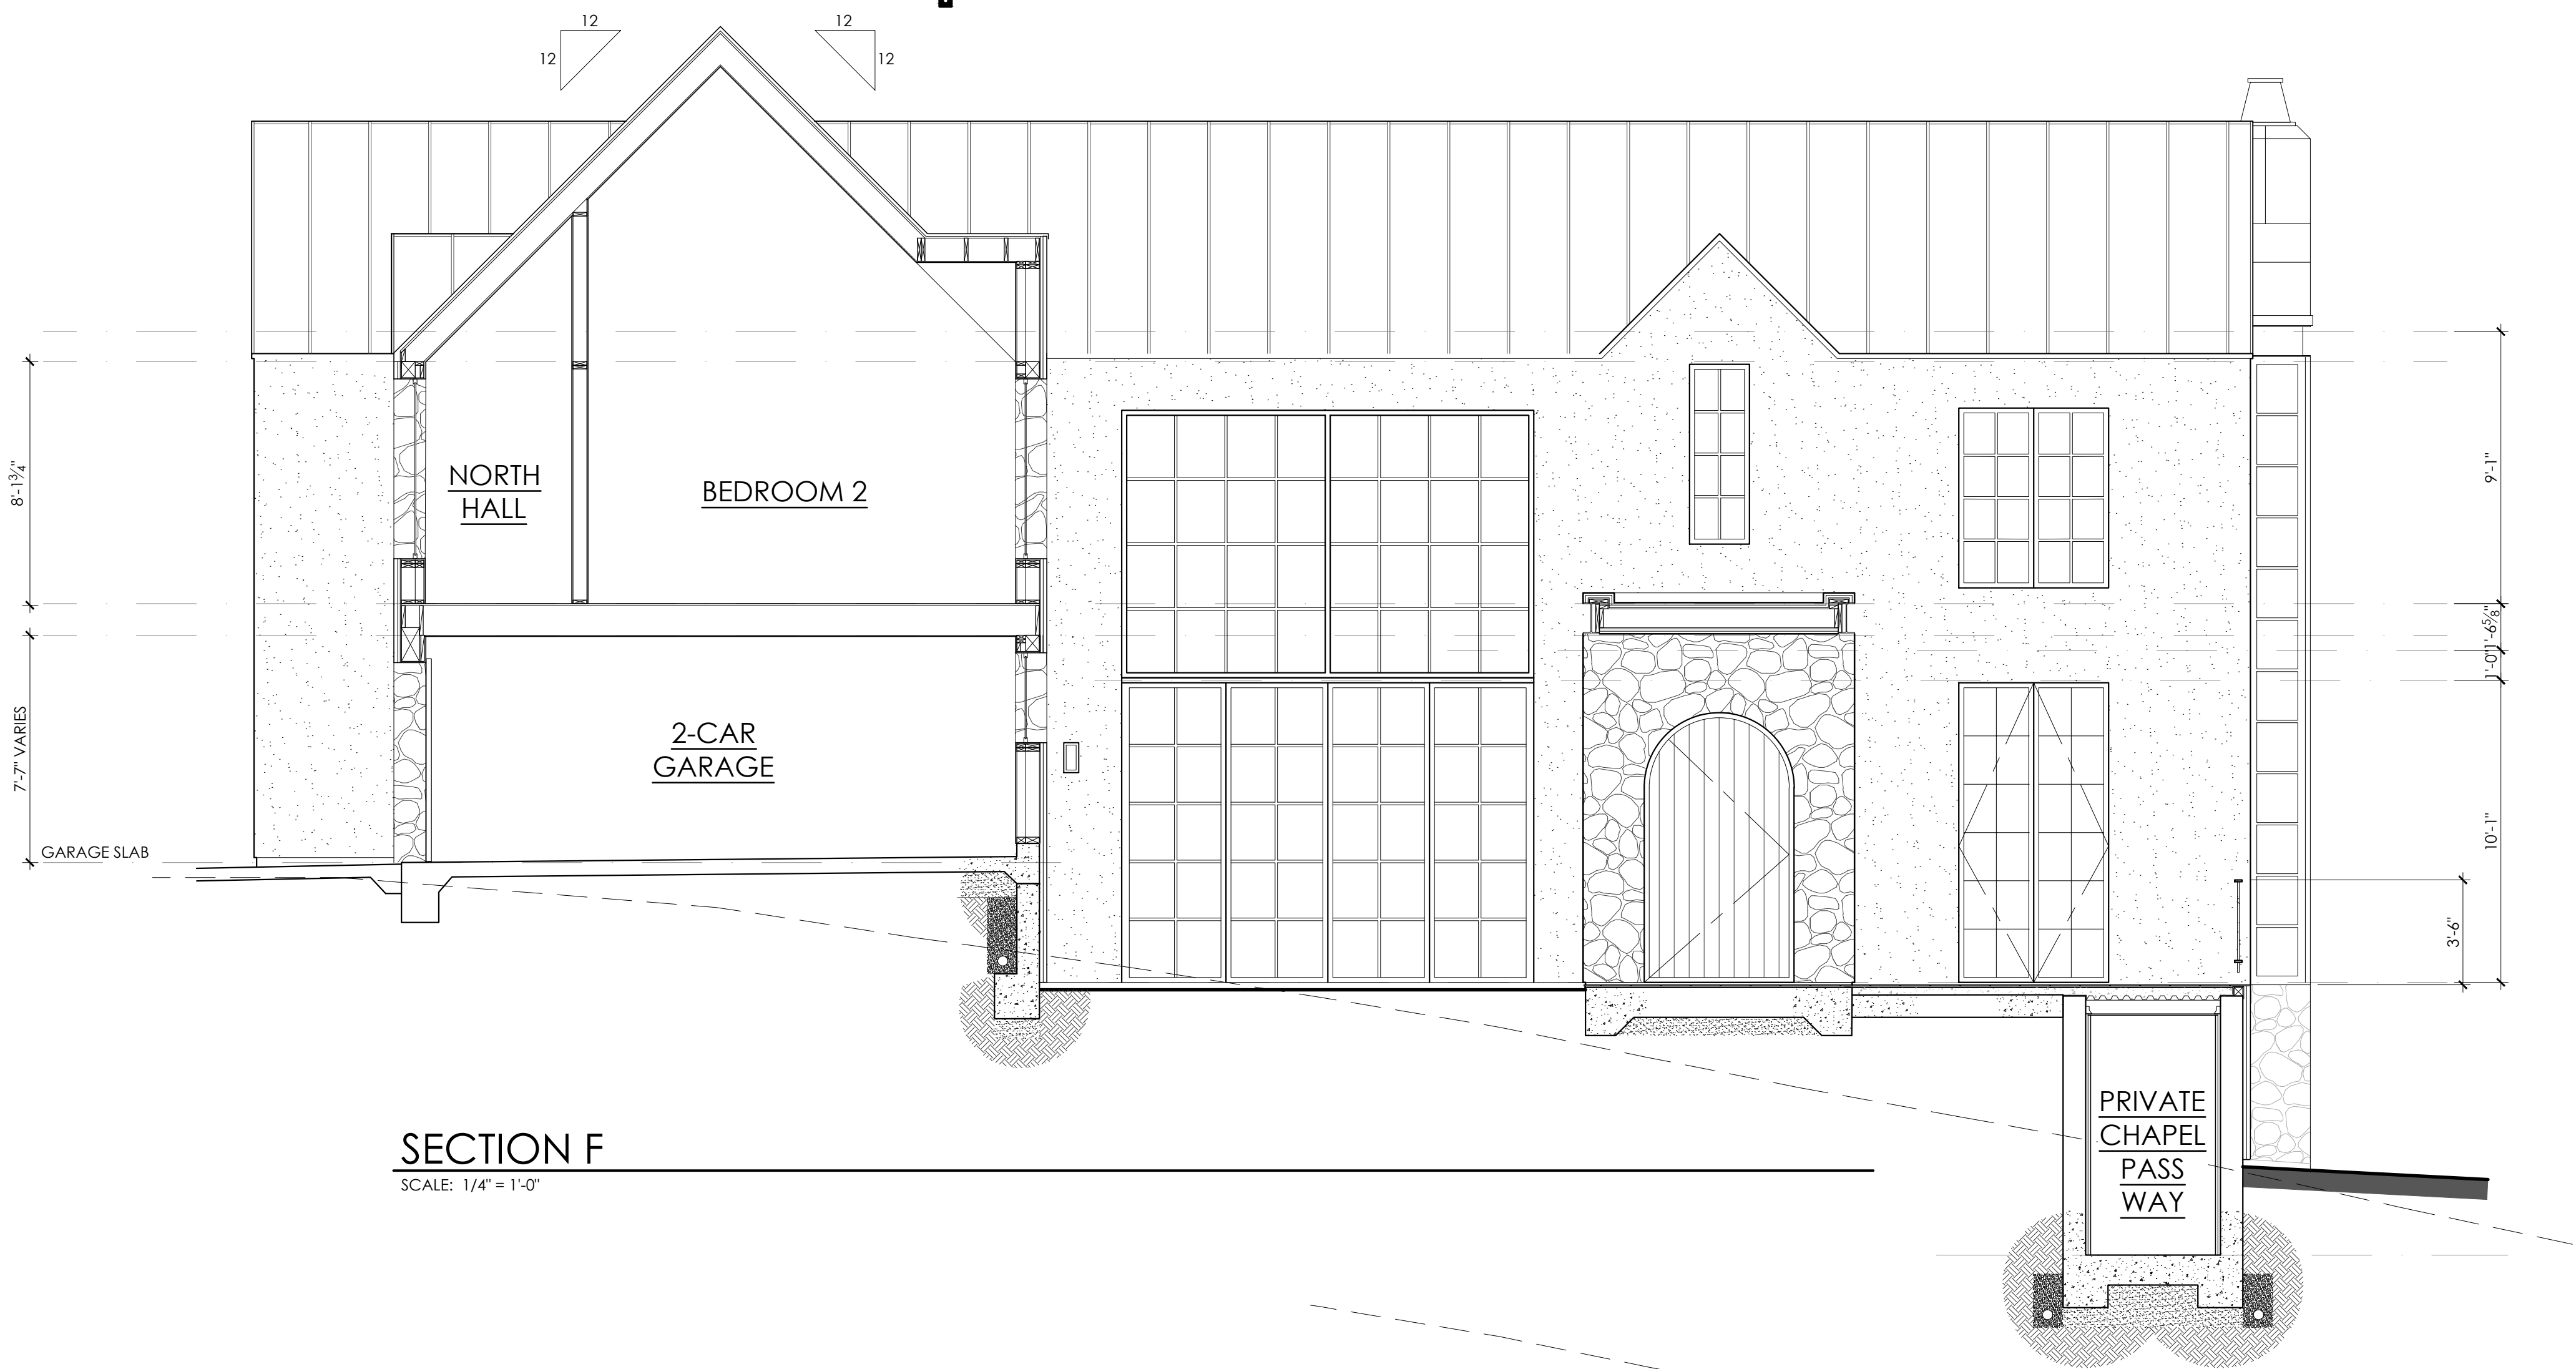 12
12
12
12
NORTH
HALL
BEDROOM 2
8'-1¾"
9'-1"
1'-6⅝"
1'-0"
2-CAR
GARAGE
7'-7" VARIES
GARAGE SLAB
10'-1"
3'-6"
PRIVATE
CHAPEL
PASS
WAY
SECTION F
SCALE: 1/4" = 1'-0"